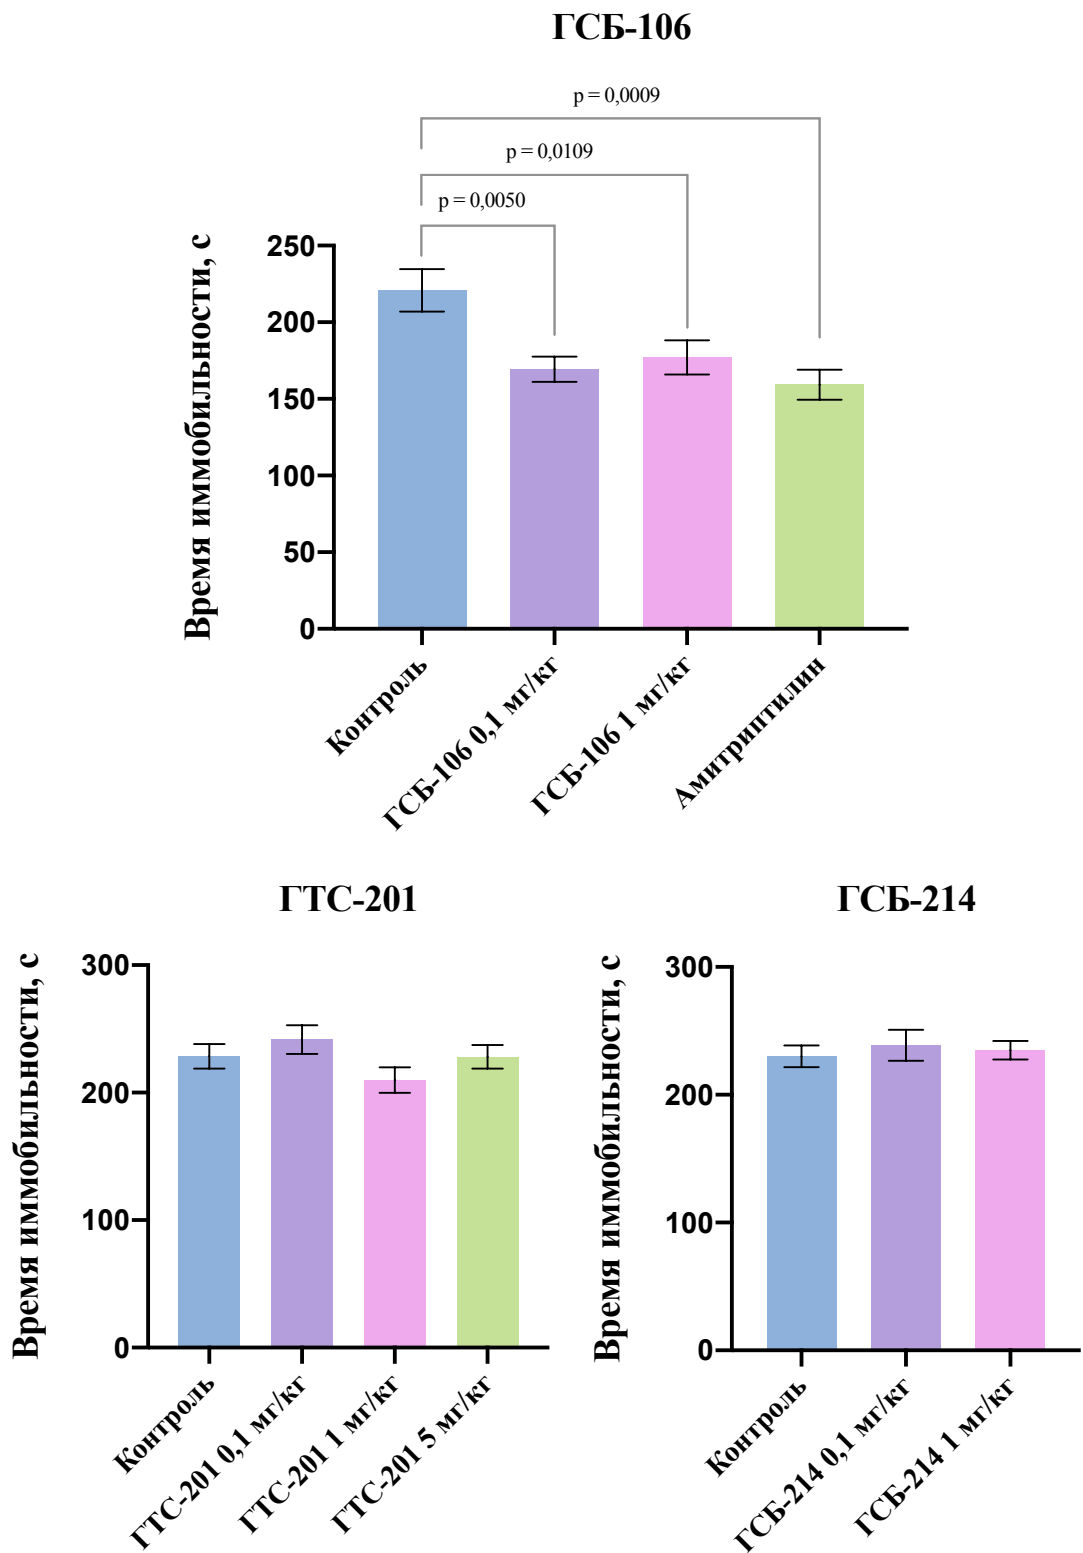 ГСБ-106
p = 0,0009
p = 0,0109
p = 0,0050
Время иммобильности, с
250
200
150
100
50
0
Контроль
ГСБ-106 0,1 мг/кг
ГСБ-106 1 мг/кг
Амитриптилин
ГТС-201
Время иммобильности, с
300
200
100
0
Контроль
ГТС-201 0,1 мг/кг
ГТС-201 1 мг/кг
ГТС-201 5 мг/кг
ГСБ-214
Время иммобильности, с
300
200
100
0
Контроль
ГСБ-214 0,1 мг/кг
ГСБ-214 1 мг/кг